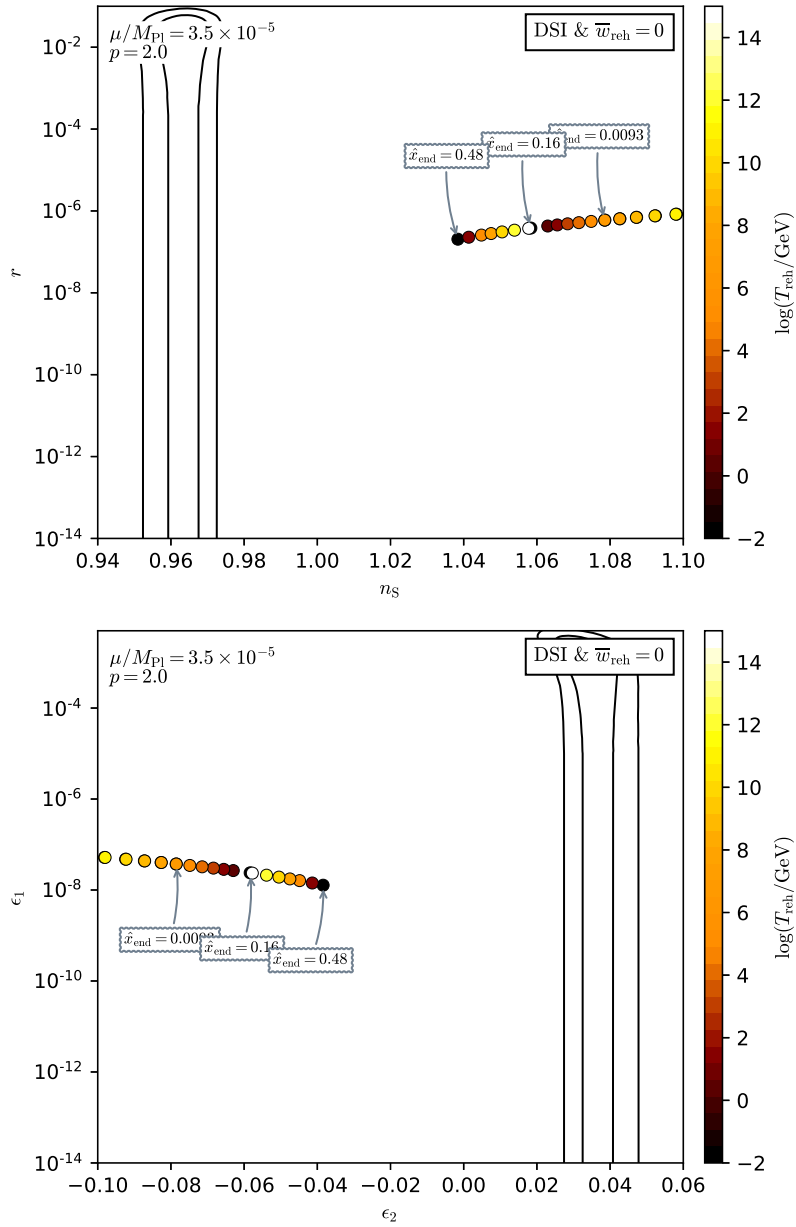 μ/M_Pl = 3.5 × 10^−5
p = 2.0
DSI & w̅_reh = 0
x̂_end = 0.48
x̂_end = 0.16
_end = 0.0093
10^−2
10^−4
10^−6
10^−8
10^−10
10^−12
10^−14
r
0.94 0.96 0.98 1.00 1.02 1.04 1.06 1.08 1.10
n_S
14
12
10
8
6
4
2
0
−2
log(T_reh/GeV)
μ/M_Pl = 3.5 × 10^−5
p = 2.0
DSI & w̅_reh = 0
10^−4
10^−6
10^−8
10^−10
10^−12
10^−14
ϵ_1
x̂_end = 0.0093
x̂_end = 0.16
x̂_end = 0.48
−0.10 −0.08 −0.06 −0.04 −0.02 0.00 0.02 0.04 0.06
ϵ_2
14
12
10
8
6
4
2
0
−2
log(T_reh/GeV)